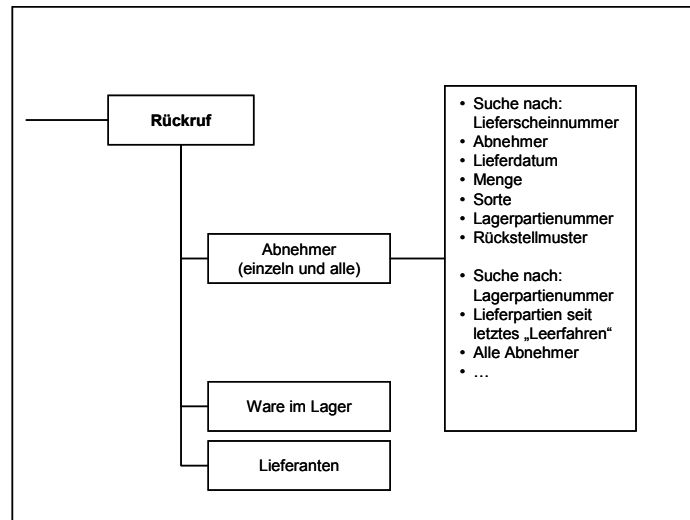 Rückruf
Abnehmer
(einzeln und alle)
Ware im Lager
Lieferanten
• Suche nach:
Lieferscheinnummer
• Abnehmer
• Lieferdatum
• Menge
• Sorte
• Lagerpartienummer
• Rückstellmuster
• Suche nach:
Lagerpartienummer
• Lieferpartien seit
letztes „Leerfahren“
• Alle Abnehmer
• …